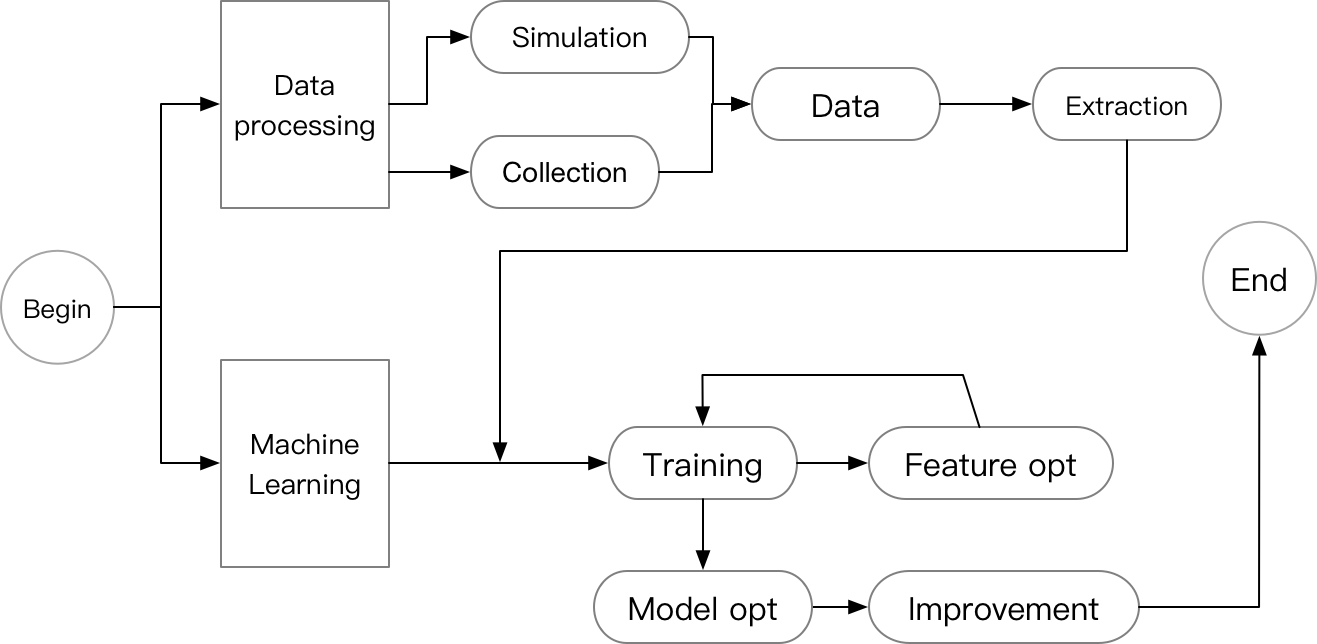 Simulation
Data
processing
Data
Extraction
Collection
End
Begin
Machine
Learning
Training
Feature opt
Model opt
Improvement